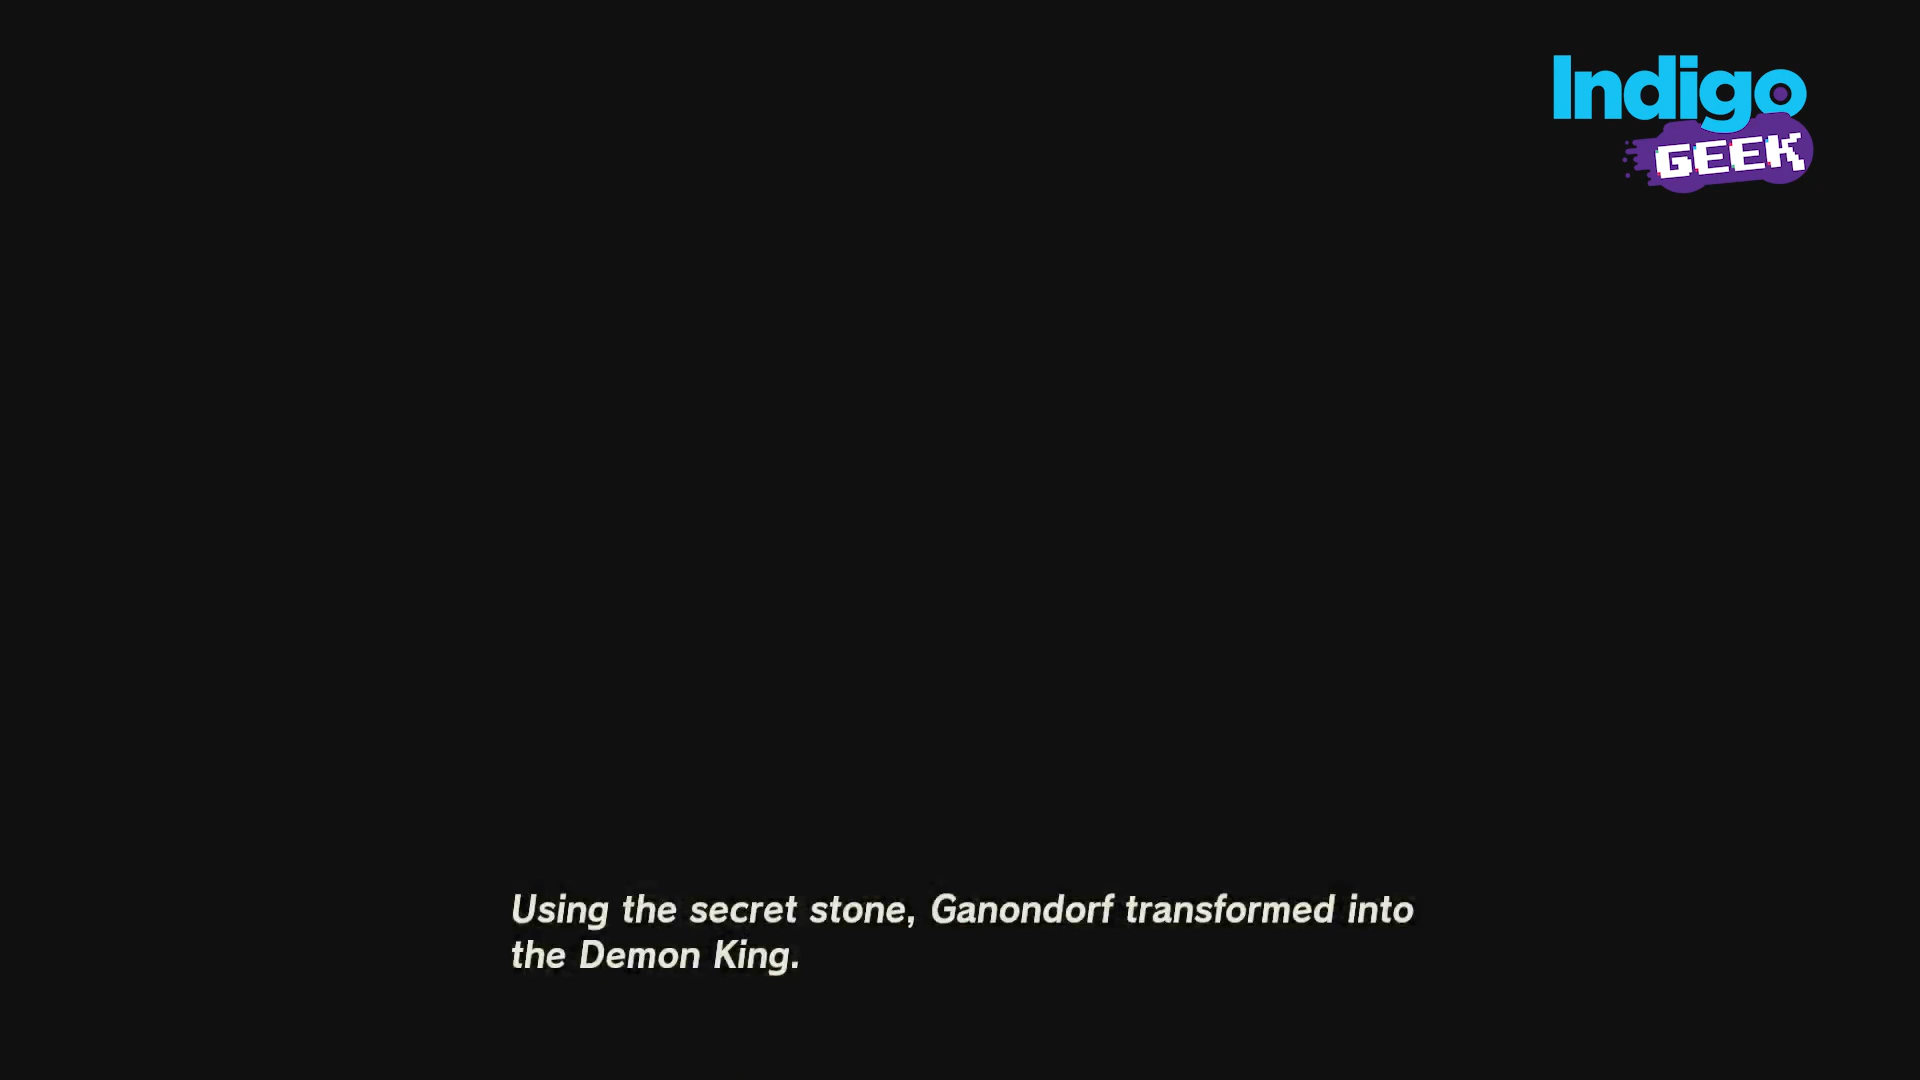 Indigo
GEEK
Using the secret stone, Ganondorf transformed into
the Demon King.